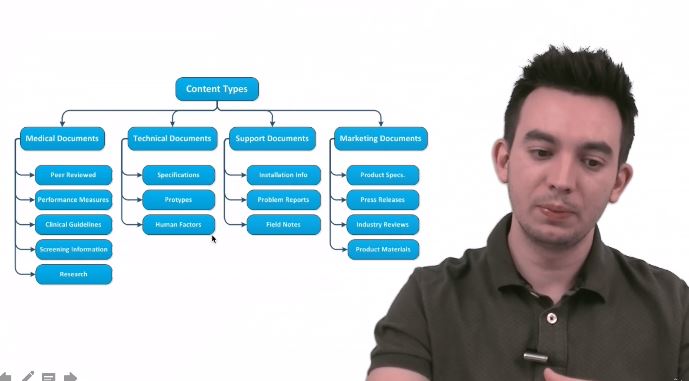 Content Types
Medical Documents
Technical Documents
Support Documents
Marketing Documents
Peer Reviewed
Performance Measures
Clinical Guidelines
Screening Information
Research
Specifications
Protypes
Human Factors
Installation Info
Problem Reports
Field Notes
Product Specs.
Press Releases
Industry Reviews
Product Materials